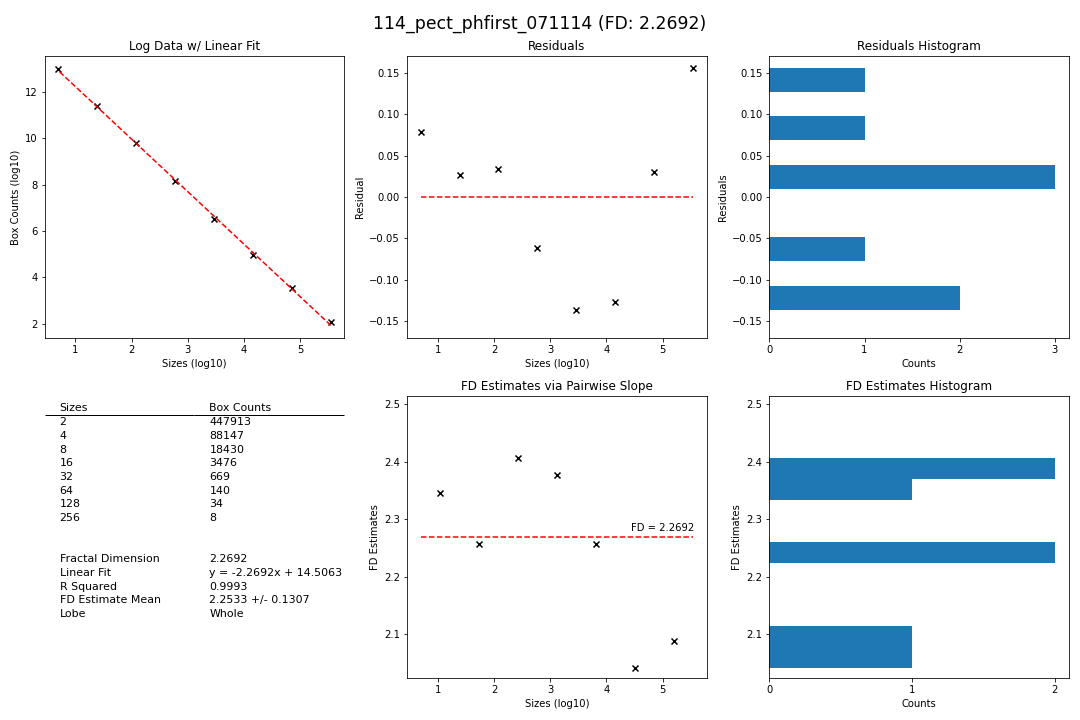 114_pect_phfirst_071114 (FD: 2.2692)
Log Data w/ Linear Fit
Box Counts (log10)
12
10
8
6
4
2
1 2 3 4 5
Sizes (log10)
Residuals
Residual
0.15
0.10
0.05
0.00
−0.05
−0.10
−0.15
1 2 3 4 5
Sizes (log10)
Residuals Histogram
Residuals
0.15
0.10
0.05
0.00
−0.05
−0.10
−0.15
0 1 2 3
Counts
Sizes Box Counts
2 447913
4 88147
8 18430
16 3476
32 669
64 140
128 34
256 8
Fractal Dimension 2.2692
Linear Fit y = -2.2692x + 14.5063
R Squared 0.9993
FD Estimate Mean 2.2533 +/- 0.1307
Lobe Whole
FD Estimates via Pairwise Slope
FD Estimates
2.5
2.4
2.3
2.2
2.1
FD = 2.2692
1 2 3 4 5
Sizes (log10)
FD Estimates Histogram
FD Estimates
2.5
2.4
2.3
2.2
2.1
0 1 2
Counts